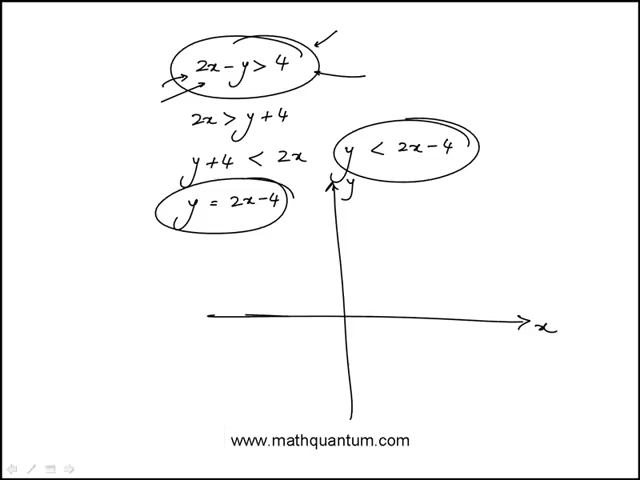 2x - y > 4
2x > y + 4
y + 4 < 2x
y < 2x - 4
y = 2x - 4
y
x
www.mathquantum.com